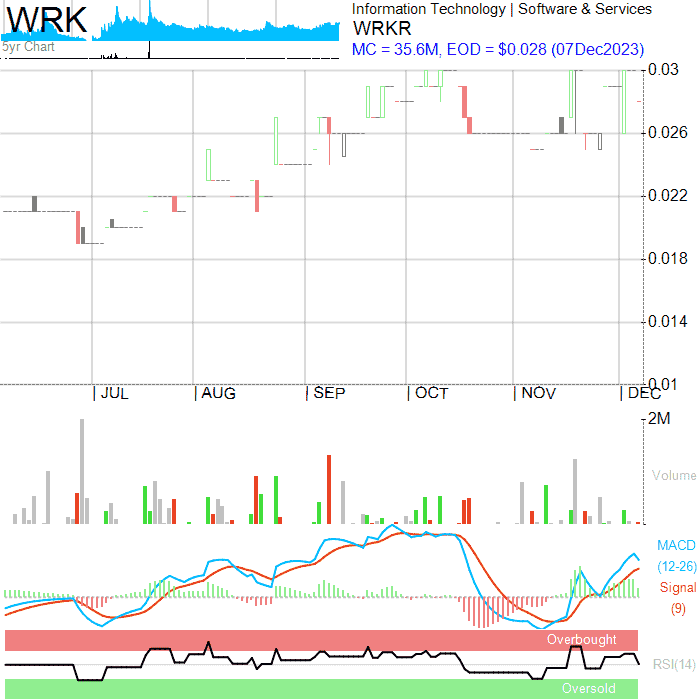 WRK
5yr Chart
Information Technology | Software & Services
WRKR
MC = 35.6M, EOD = $0.028 (07Dec2023)
0.03
0.026
0.022
0.018
0.014
0.01
JUL AUG SEP OCT NOV DEC
2M
Volume
MACD
(12-26)
Signal
(9)
Overbought
RSI(14)
Oversold